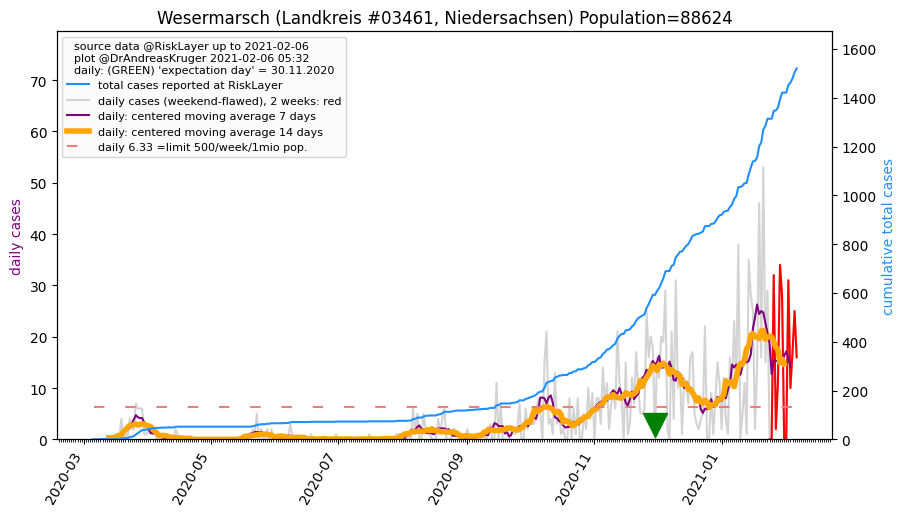 Wesermarsch (Landkreis #03461, Niedersachsen) Population=88624
source data @RiskLayer up to 2021-02-06
plot @DrAndreasKruger 2021-02-06 05:32
daily: (GREEN) 'expectation day' = 30.11.2020
total cases reported at RiskLayer
daily cases (weekend-flawed), 2 weeks: red
daily: centered moving average 7 days
daily: centered moving average 14 days
daily 6.33 =limit 500/week/1mio pop.
daily cases
70
60
50
40
30
20
10
0
cumulative total cases
1600
1400
1200
1000
800
600
400
200
0
2020-03
2020-05
2020-07
2020-09
2020-11
2021-01